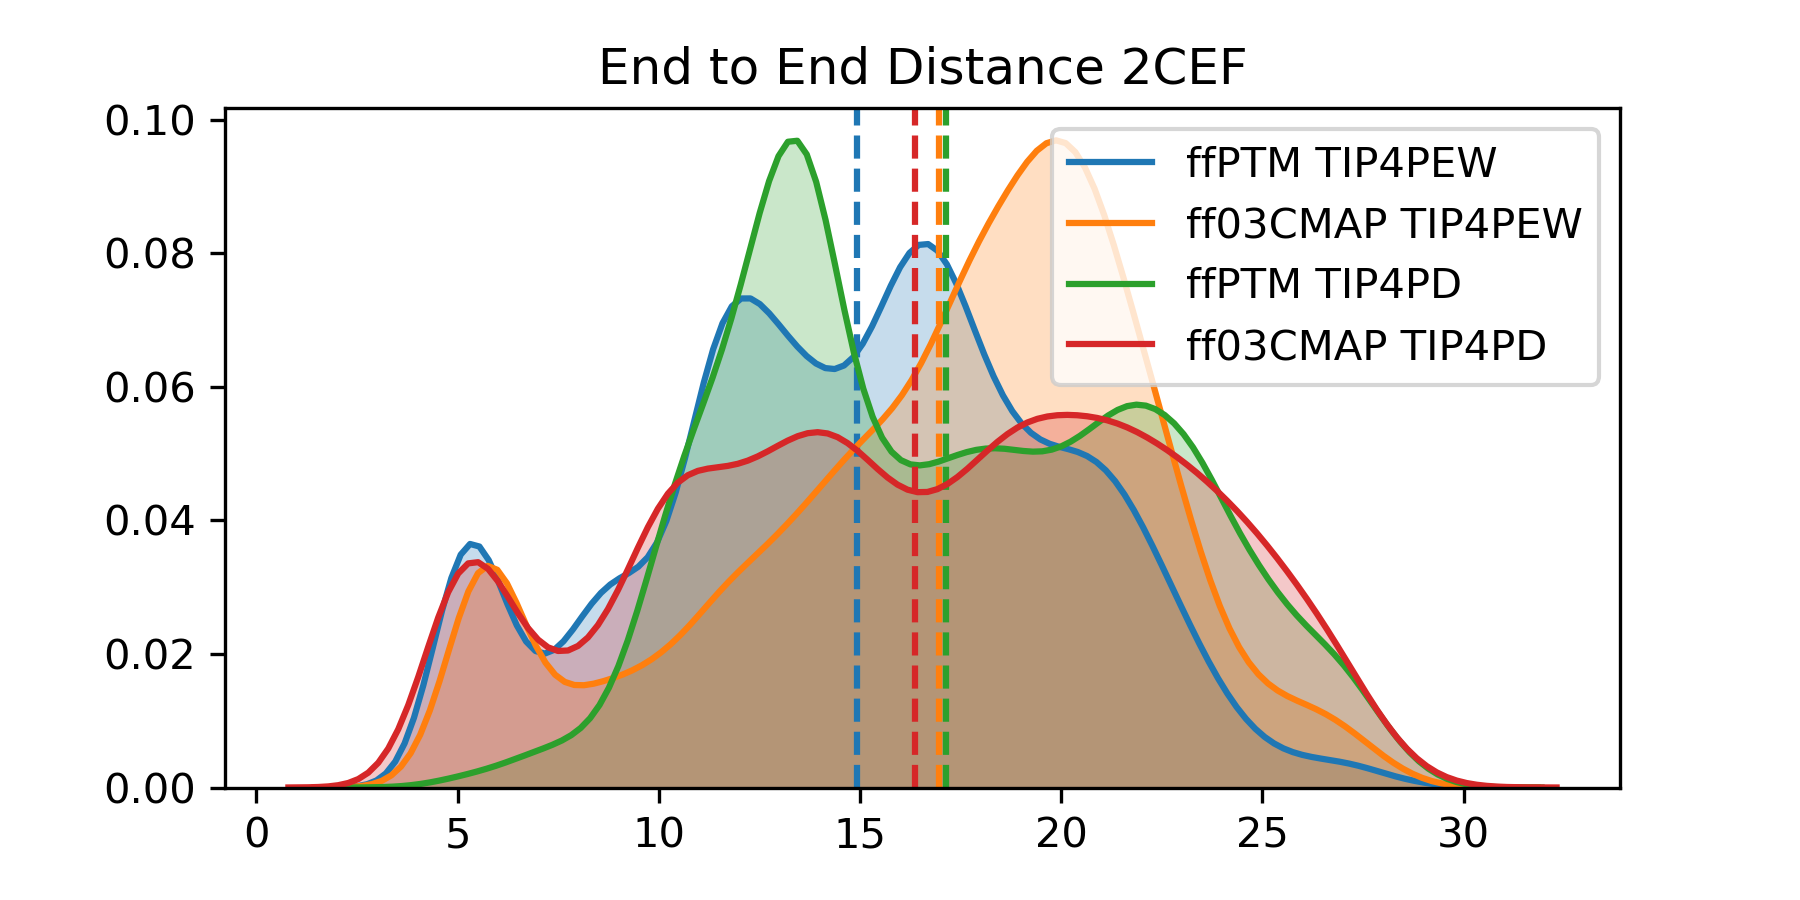 End to End Distance 2CEF
0.10
0.08
0.06
0.04
0.02
0.00
ffPTM TIP4PEW
ff03CMAP TIP4PEW
ffPTM TIP4PD
ff03CMAP TIP4PD
0 5 10 15 20 25 30